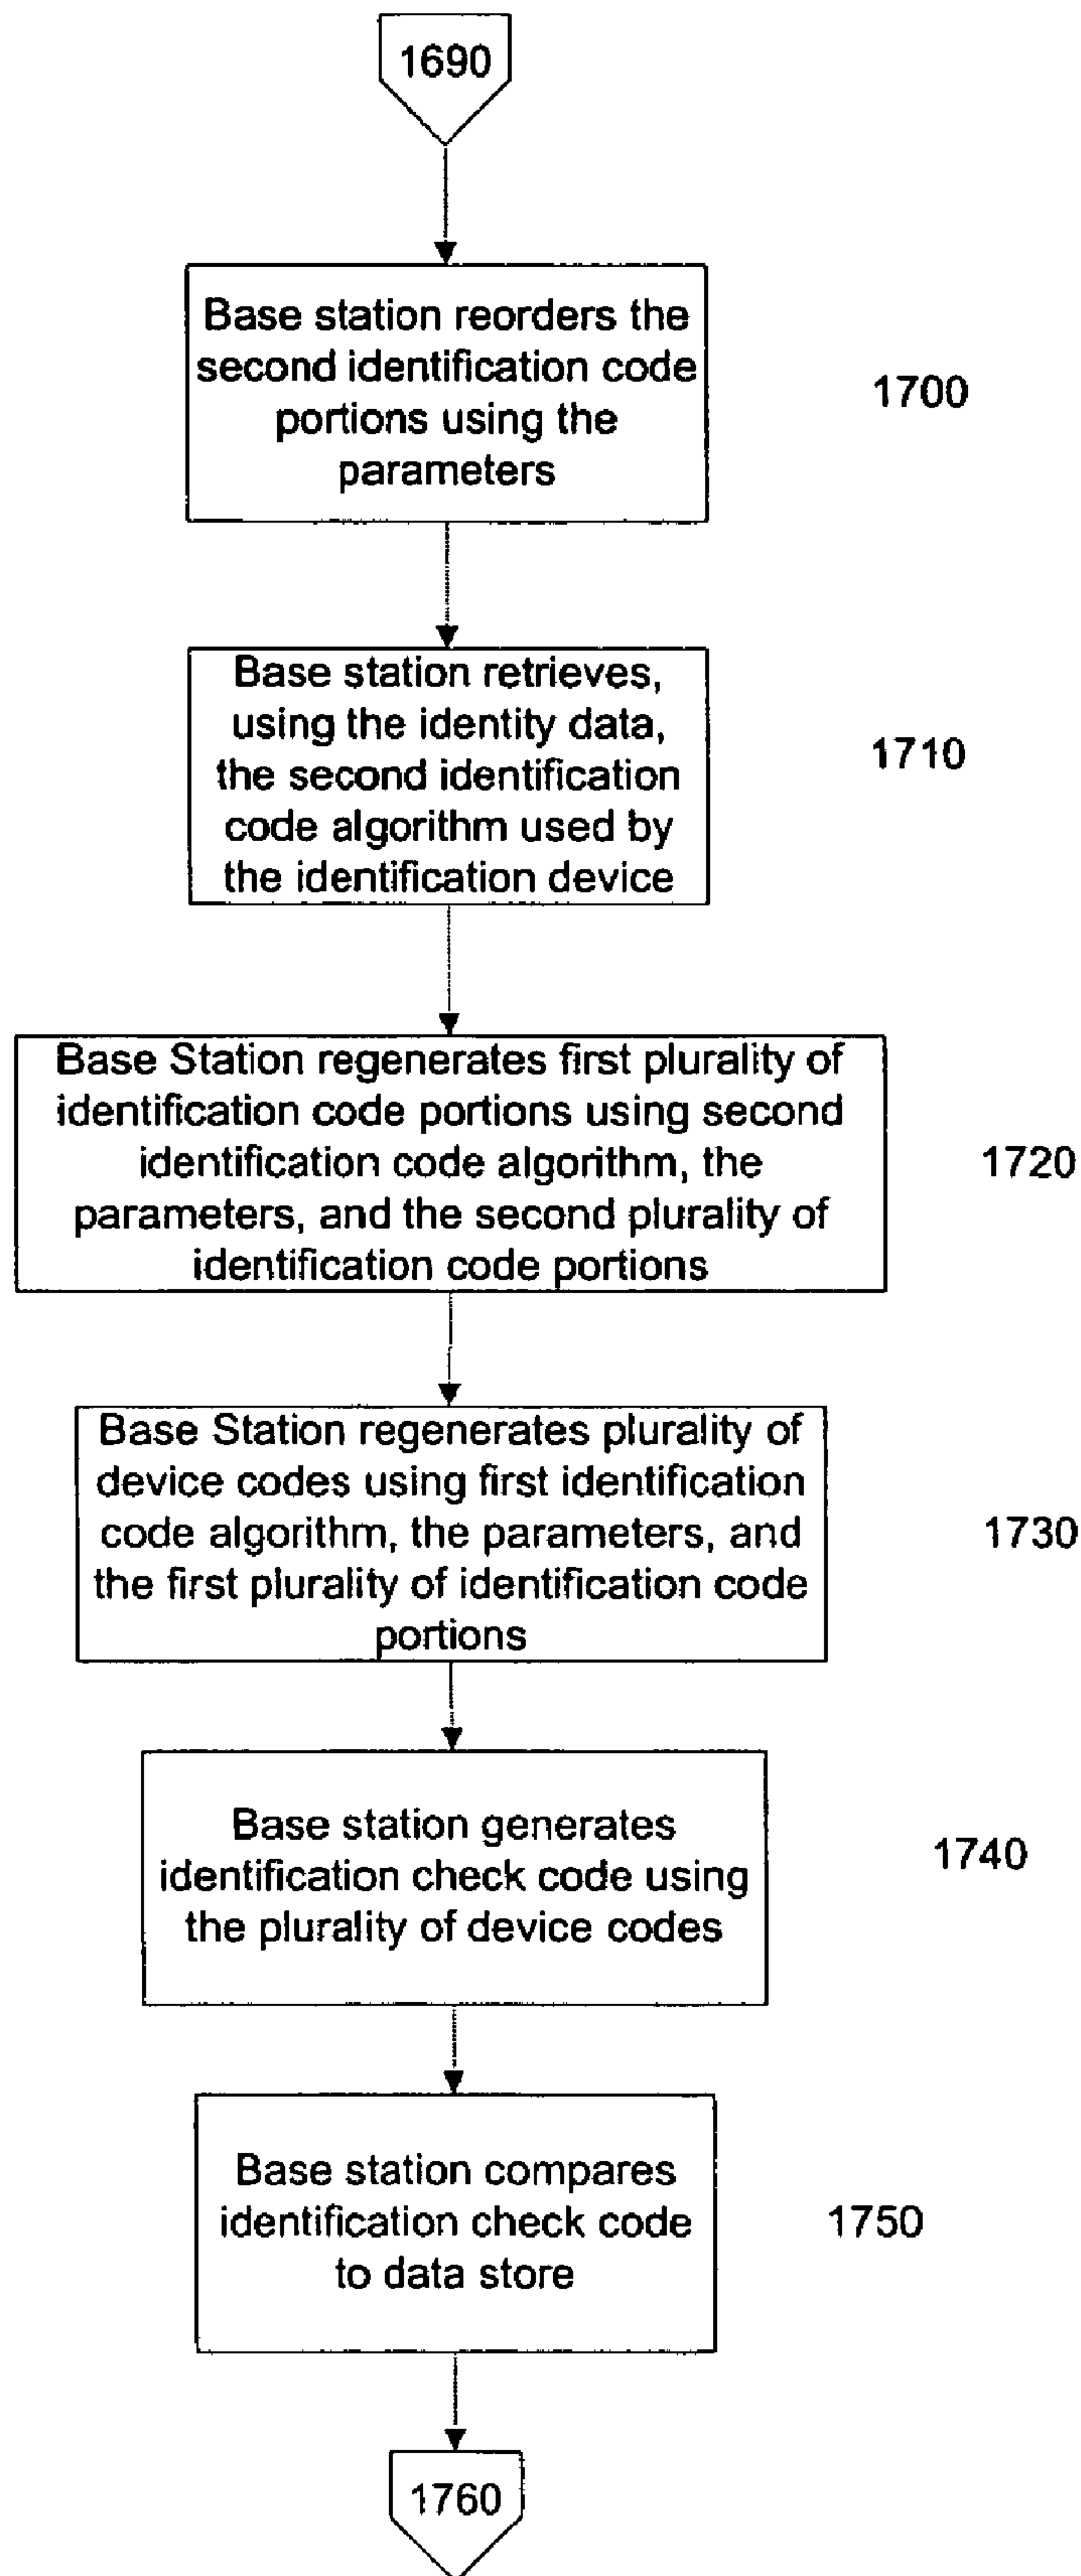 1690
Base station reorders the
second identification code
portions using the
parameters
1700
Base station retrieves,
using the identity data,
the second identification
code algorithm used by
the identification device
1710
Base Station regenerates first plurality of
identification code portions using second
identification code algorithm, the
parameters, and the second plurality of
identification code portions
1720
Base Station regenerates plurality of
device codes using first identification
code algorithm, the parameters, and
the first plurality of identification code
portions
1730
Base station generates
identification check code using
the plurality of device codes
1740
Base station compares
identification check code
to data store
1750
1760